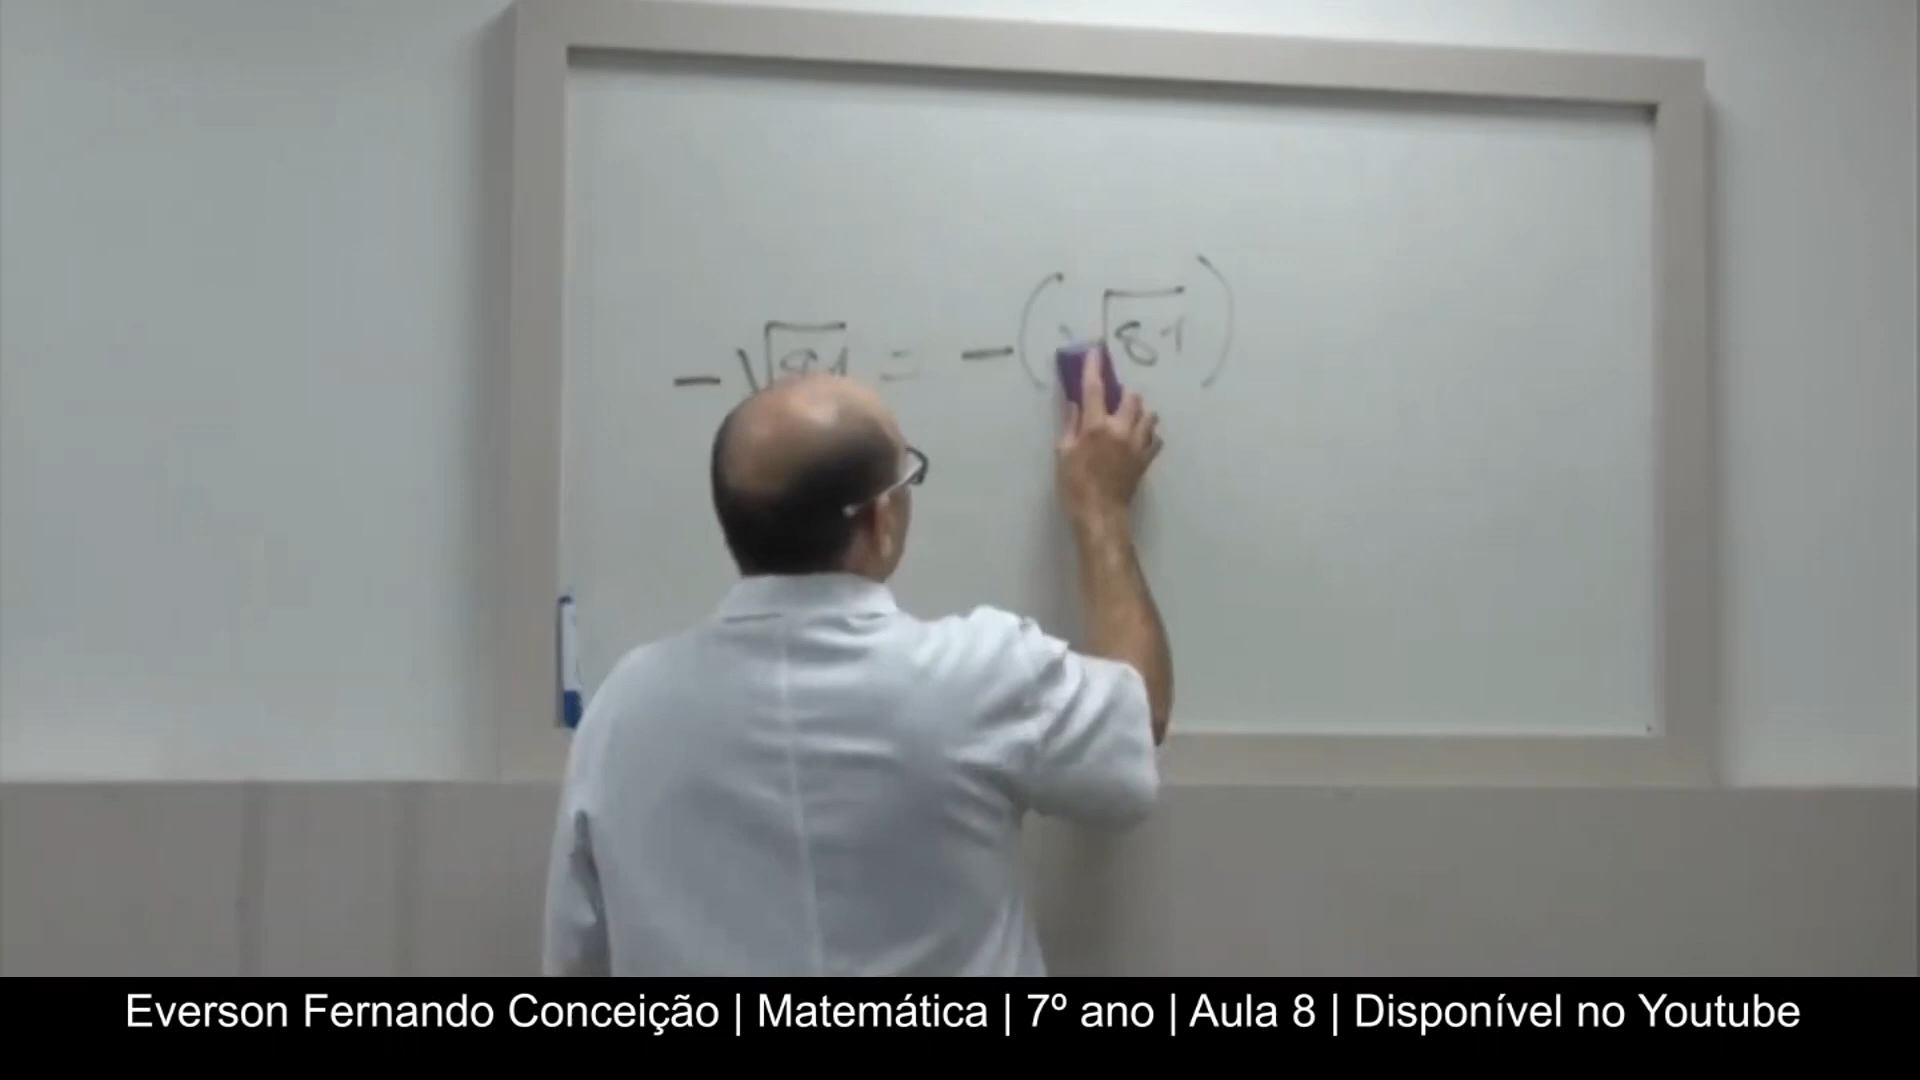 -√81 = -(√81)
Everson Fernando Conceição | Matemática | 7º ano | Aula 8 | Disponível no Youtube